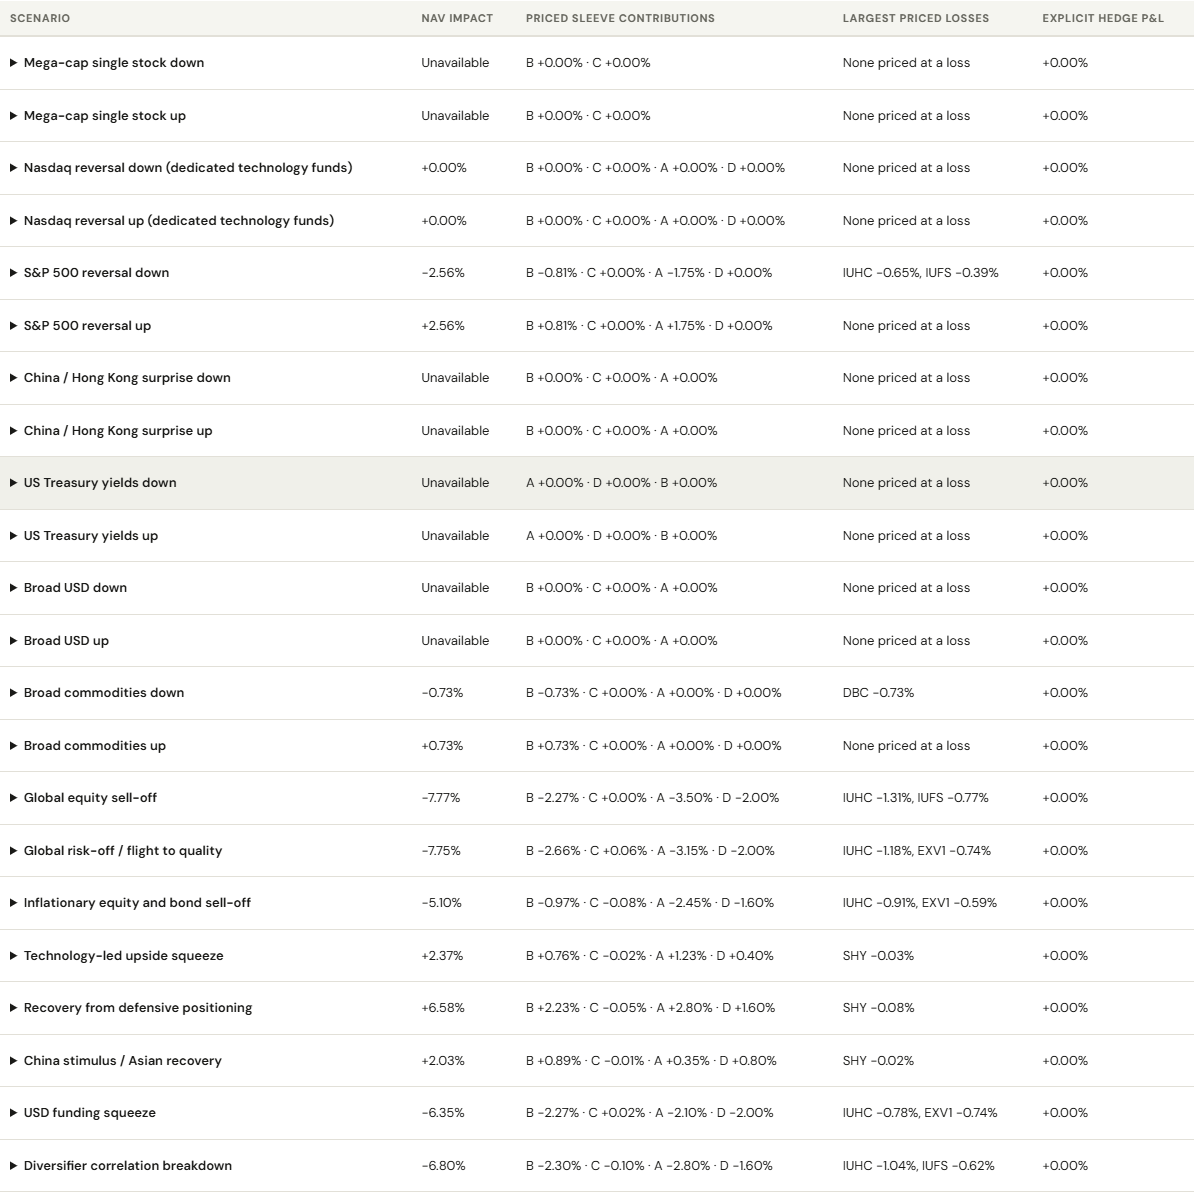 SCENARIO NAV IMPACT PRICED SLEEVE CONTRIBUTIONS LARGEST PRICED LOSSES EXPLICIT HEDGE P&L
▶ Mega-cap single stock down Unavailable B +0.00% · C +0.00% None priced at a loss +0.00%
▶ Mega-cap single stock up Unavailable B +0.00% · C +0.00% None priced at a loss +0.00%
▶ Nasdaq reversal down (dedicated technology funds) +0.00% B +0.00% · C +0.00% · A +0.00% · D +0.00% None priced at a loss +0.00%
▶ Nasdaq reversal up (dedicated technology funds) +0.00% B +0.00% · C +0.00% · A +0.00% · D +0.00% None priced at a loss +0.00%
▶ S&P 500 reversal down -2.56% B -0.81% · C +0.00% · A -1.75% · D +0.00% IUHC -0.65%, IUFS -0.39% +0.00%
▶ S&P 500 reversal up +2.56% B +0.81% · C +0.00% · A +1.75% · D +0.00% None priced at a loss +0.00%
▶ China / Hong Kong surprise down Unavailable B +0.00% · C +0.00% · A +0.00% None priced at a loss +0.00%
▶ China / Hong Kong surprise up Unavailable B +0.00% · C +0.00% · A +0.00% None priced at a loss +0.00%
▶ US Treasury yields down Unavailable A +0.00% · D +0.00% · B +0.00% None priced at a loss +0.00%
▶ US Treasury yields up Unavailable A +0.00% · D +0.00% · B +0.00% None priced at a loss +0.00%
▶ Broad USD down Unavailable B +0.00% · C +0.00% · A +0.00% None priced at a loss +0.00%
▶ Broad USD up Unavailable B +0.00% · C +0.00% · A +0.00% None priced at a loss +0.00%
▶ Broad commodities down -0.73% B -0.73% · C +0.00% · A +0.00% · D +0.00% DBC -0.73% +0.00%
▶ Broad commodities up +0.73% B +0.73% · C +0.00% · A +0.00% · D +0.00% None priced at a loss +0.00%
▶ Global equity sell-off -7.77% B -2.27% · C +0.00% · A -3.50% · D -2.00% IUHC -1.31%, IUFS -0.77% +0.00%
▶ Global risk-off / flight to quality -7.75% B -2.66% · C +0.06% · A -3.15% · D -2.00% IUHC -1.18%, EXV1 -0.74% +0.00%
▶ Inflationary equity and bond sell-off -5.10% B -0.97% · C -0.08% · A -2.45% · D -1.60% IUHC -0.91%, EXV1 -0.59% +0.00%
▶ Technology-led upside squeeze +2.37% B +0.76% · C -0.02% · A +1.23% · D +0.40% SHY -0.03% +0.00%
▶ Recovery from defensive positioning +6.58% B +2.23% · C -0.05% · A +2.80% · D +1.60% SHY -0.08% +0.00%
▶ China stimulus / Asian recovery +2.03% B +0.89% · C -0.01% · A +0.35% · D +0.80% SHY -0.02% +0.00%
▶ USD funding squeeze -6.35% B -2.27% · C +0.02% · A -2.10% · D -2.00% IUHC -0.78%, EXV1 -0.74% +0.00%
▶ Diversifier correlation breakdown -6.80% B -2.30% · C -0.10% · A -2.80% · D -1.60% IUHC -1.04%, IUFS -0.62% +0.00%